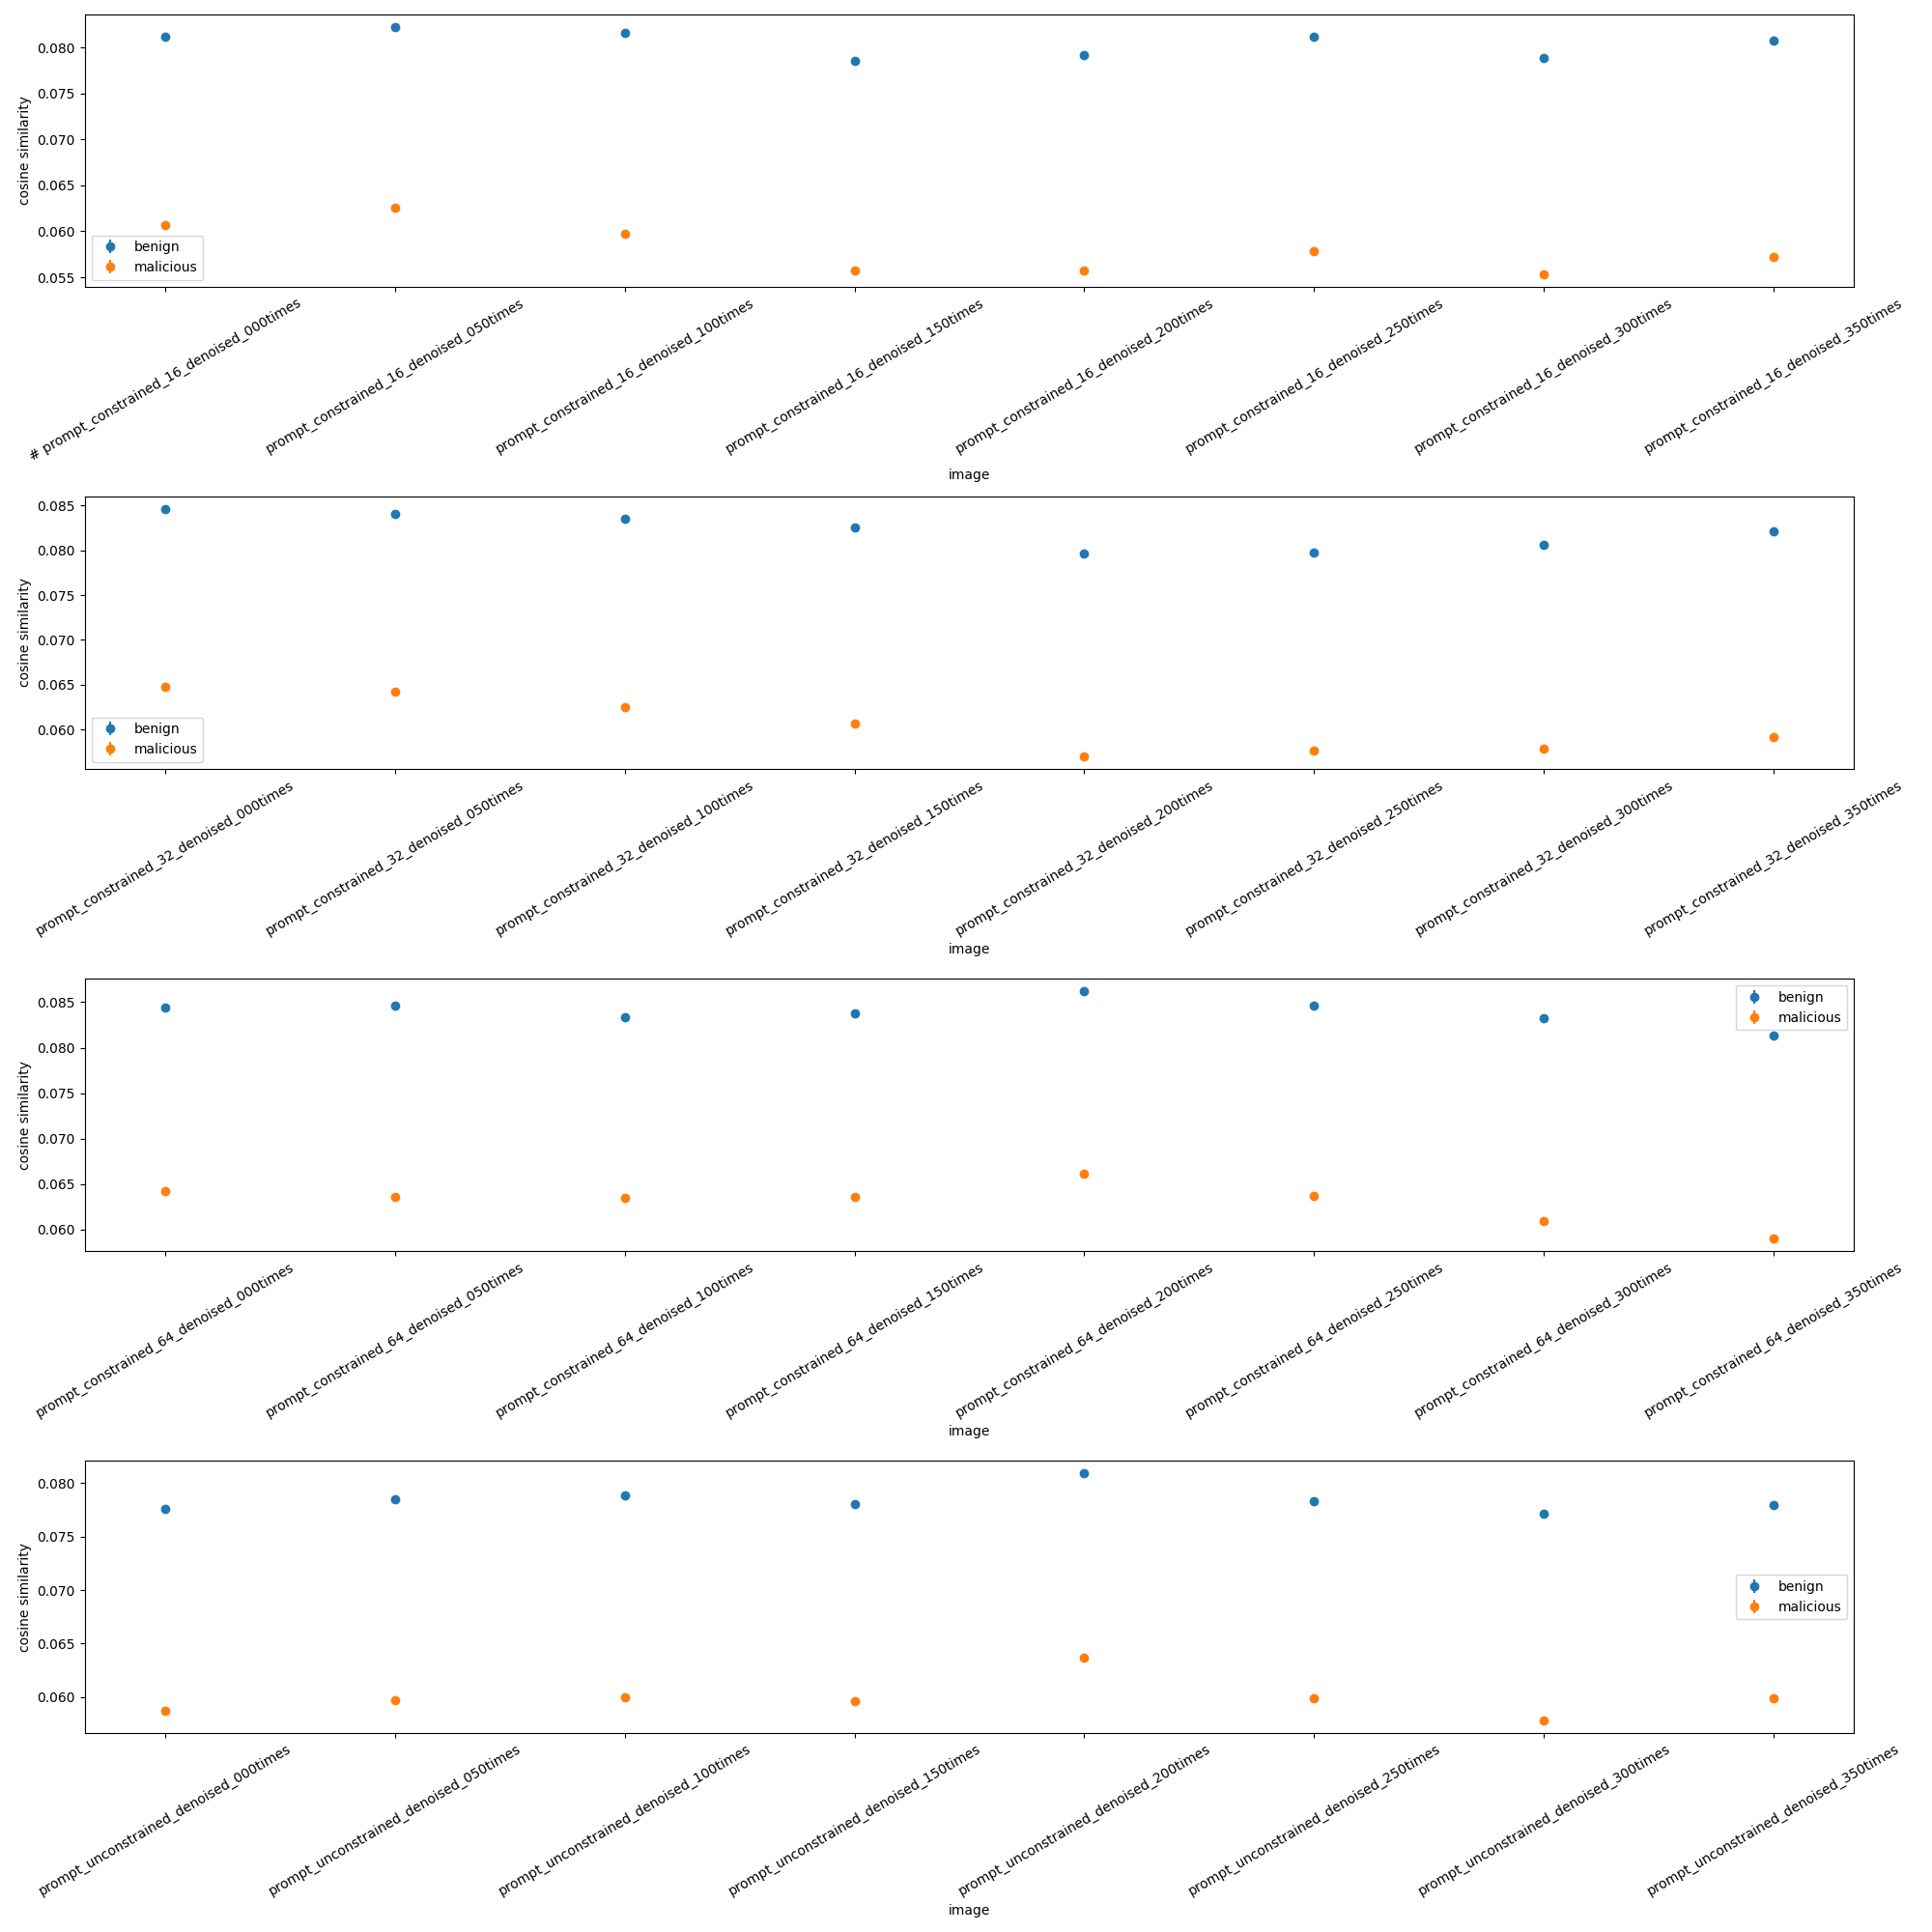 0.080
0.075
0.070
0.065
0.060
0.055
cosine similarity
benign
malicious
# prompt_constrained_16_denoised_000times
prompt_constrained_16_denoised_050times
prompt_constrained_16_denoised_100times
prompt_constrained_16_denoised_150times
prompt_constrained_16_denoised_200times
prompt_constrained_16_denoised_250times
prompt_constrained_16_denoised_300times
prompt_constrained_16_denoised_350times
image
0.085
0.080
0.075
0.070
0.065
0.060
cosine similarity
benign
malicious
prompt_constrained_32_denoised_000times
prompt_constrained_32_denoised_050times
prompt_constrained_32_denoised_100times
prompt_constrained_32_denoised_150times
prompt_constrained_32_denoised_200times
prompt_constrained_32_denoised_250times
prompt_constrained_32_denoised_300times
prompt_constrained_32_denoised_350times
image
0.085
0.080
0.075
0.070
0.065
0.060
cosine similarity
benign
malicious
prompt_constrained_64_denoised_000times
prompt_constrained_64_denoised_050times
prompt_constrained_64_denoised_100times
prompt_constrained_64_denoised_150times
prompt_constrained_64_denoised_200times
prompt_constrained_64_denoised_250times
prompt_constrained_64_denoised_300times
prompt_constrained_64_denoised_350times
image
0.080
0.075
0.070
0.065
0.060
cosine similarity
benign
malicious
prompt_unconstrained_denoised_000times
prompt_unconstrained_denoised_050times
prompt_unconstrained_denoised_100times
prompt_unconstrained_denoised_150times
prompt_unconstrained_denoised_200times
prompt_unconstrained_denoised_250times
prompt_unconstrained_denoised_300times
prompt_unconstrained_denoised_350times
image